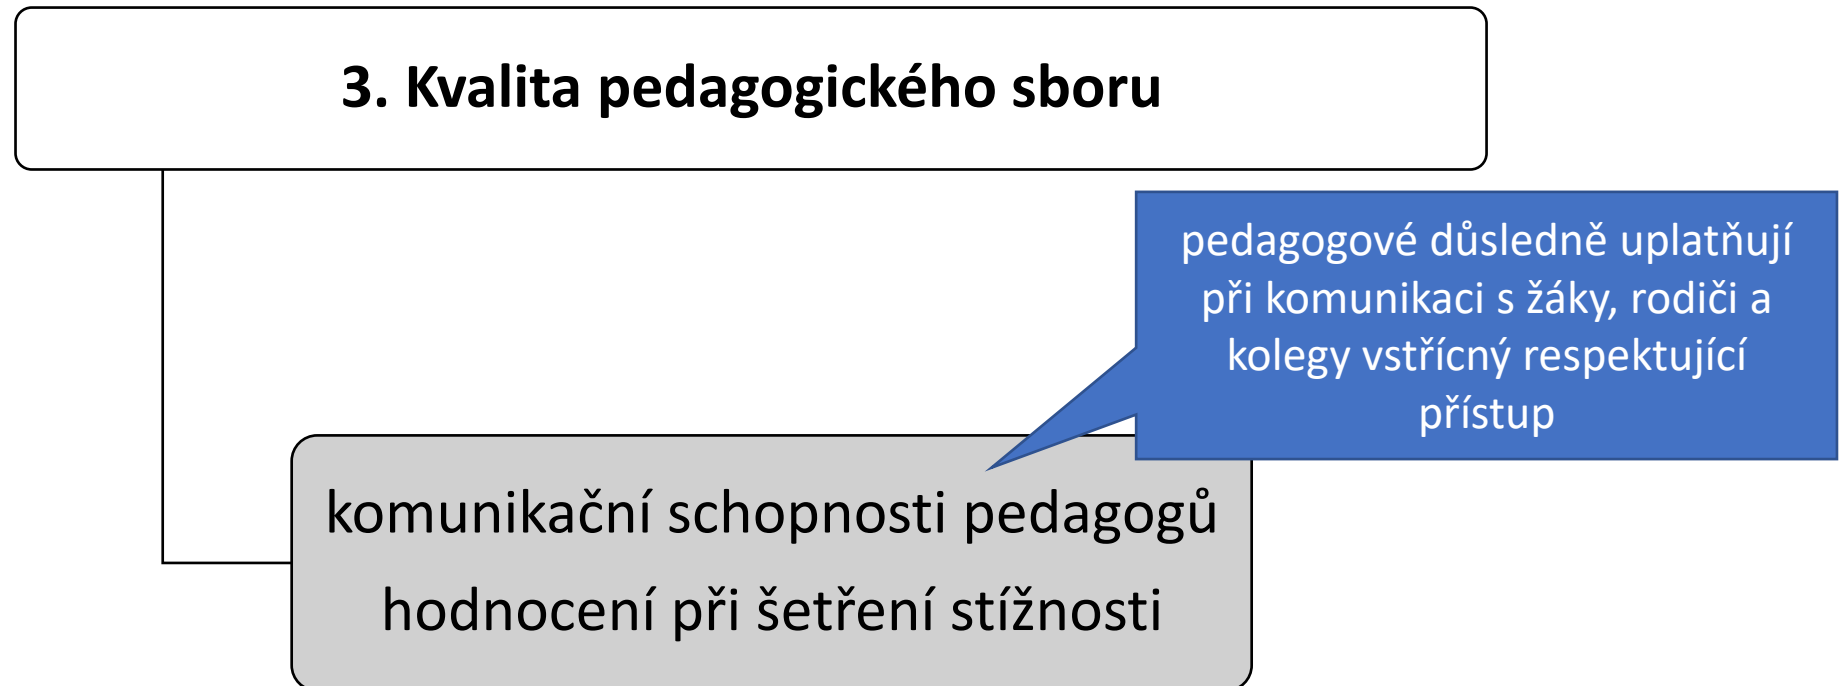 3. Kvalita pedagogického sboru
pedagogové důsledně uplatňují
při komunikaci s žáky, rodiči a
kolegy vstřícný respektující
přístup
komunikační schopnosti pedagogů
hodnocení při šetření stížnosti